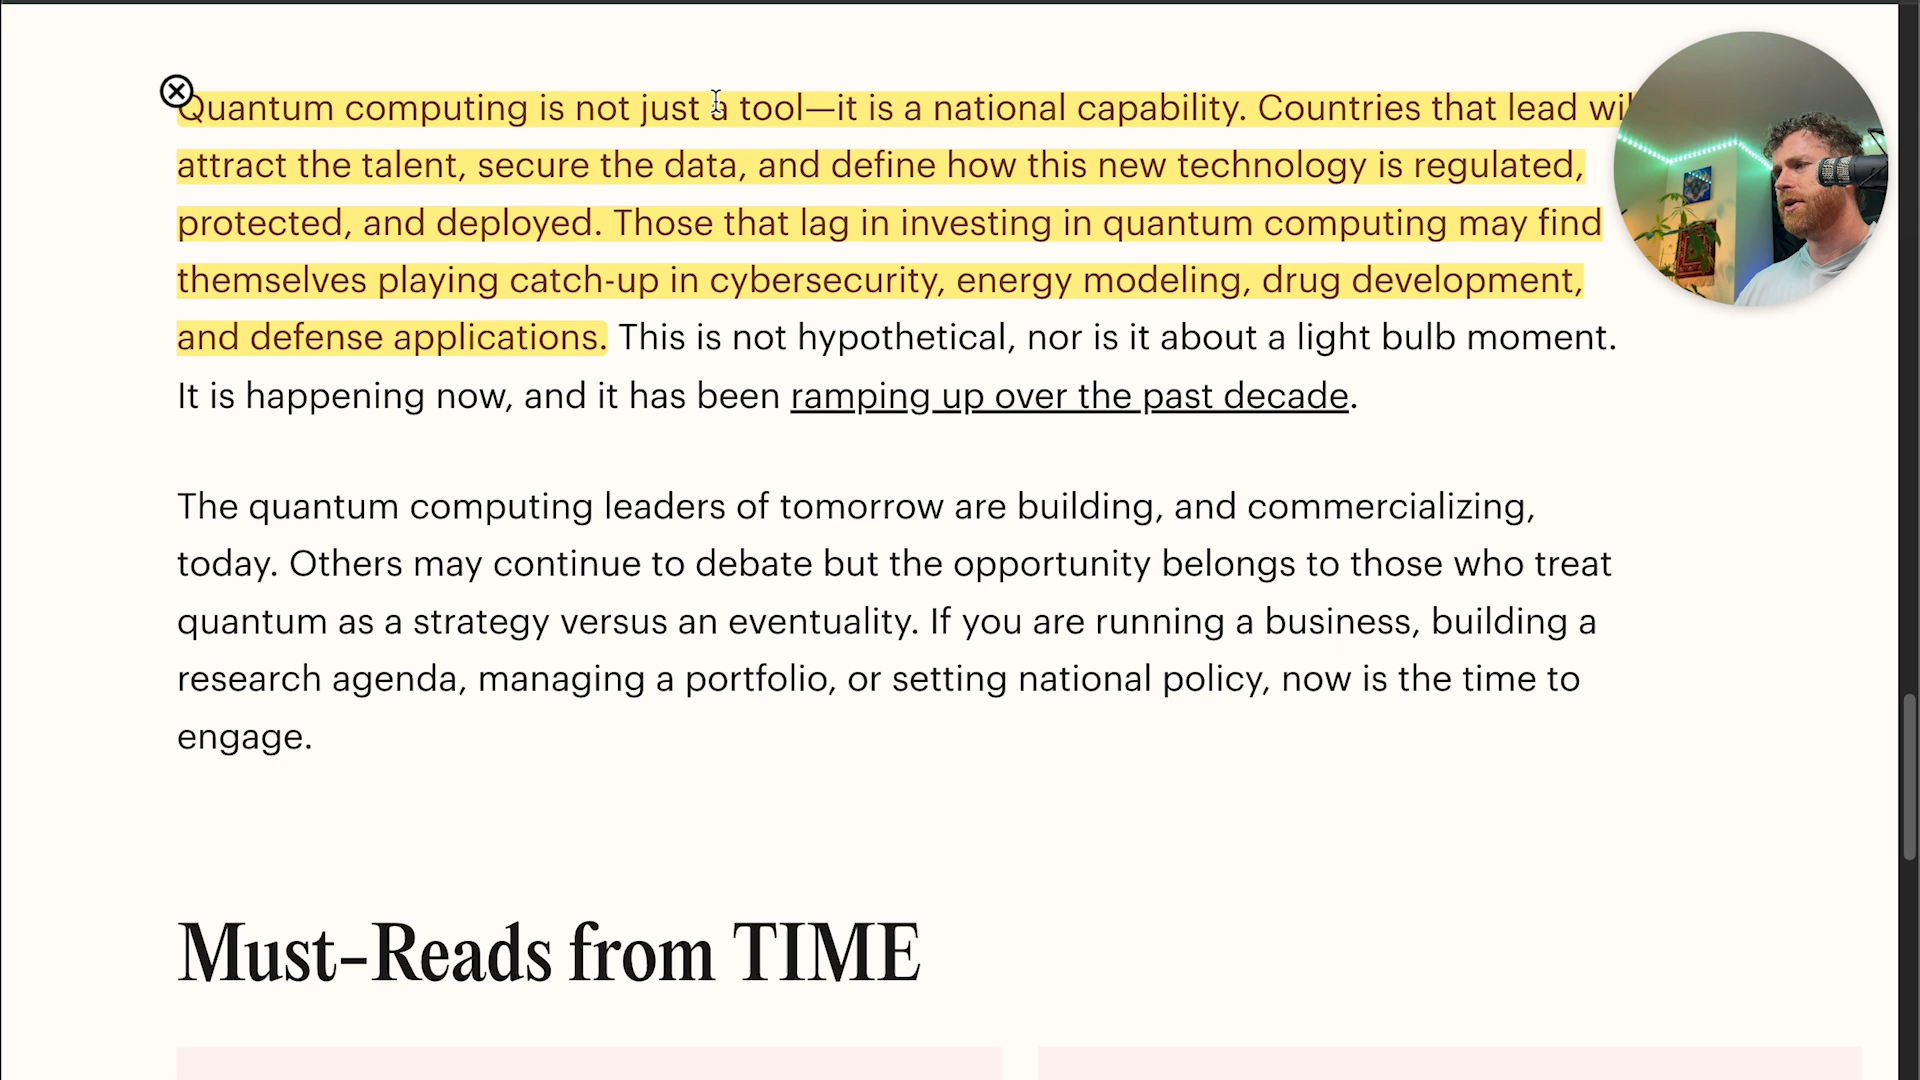 Quantum computing is not just a tool—it is a national capability. Countries that lead
attract the talent, secure the data, and define how this new technology is regulated,
protected, and deployed. Those that lag in investing in quantum computing may find
themselves playing catch-up in cybersecurity, energy modeling, drug development,
and defense applications. This is not hypothetical, nor is it about a light bulb moment.
It is happening now, and it has been ramping up over the past decade.
The quantum computing leaders of tomorrow are building, and commercializing,
today. Others may continue to debate but the opportunity belongs to those who treat
quantum as a strategy versus an eventuality. If you are running a business, building a
research agenda, managing a portfolio, or setting national policy, now is the time to
engage.
Must-Reads from TIME